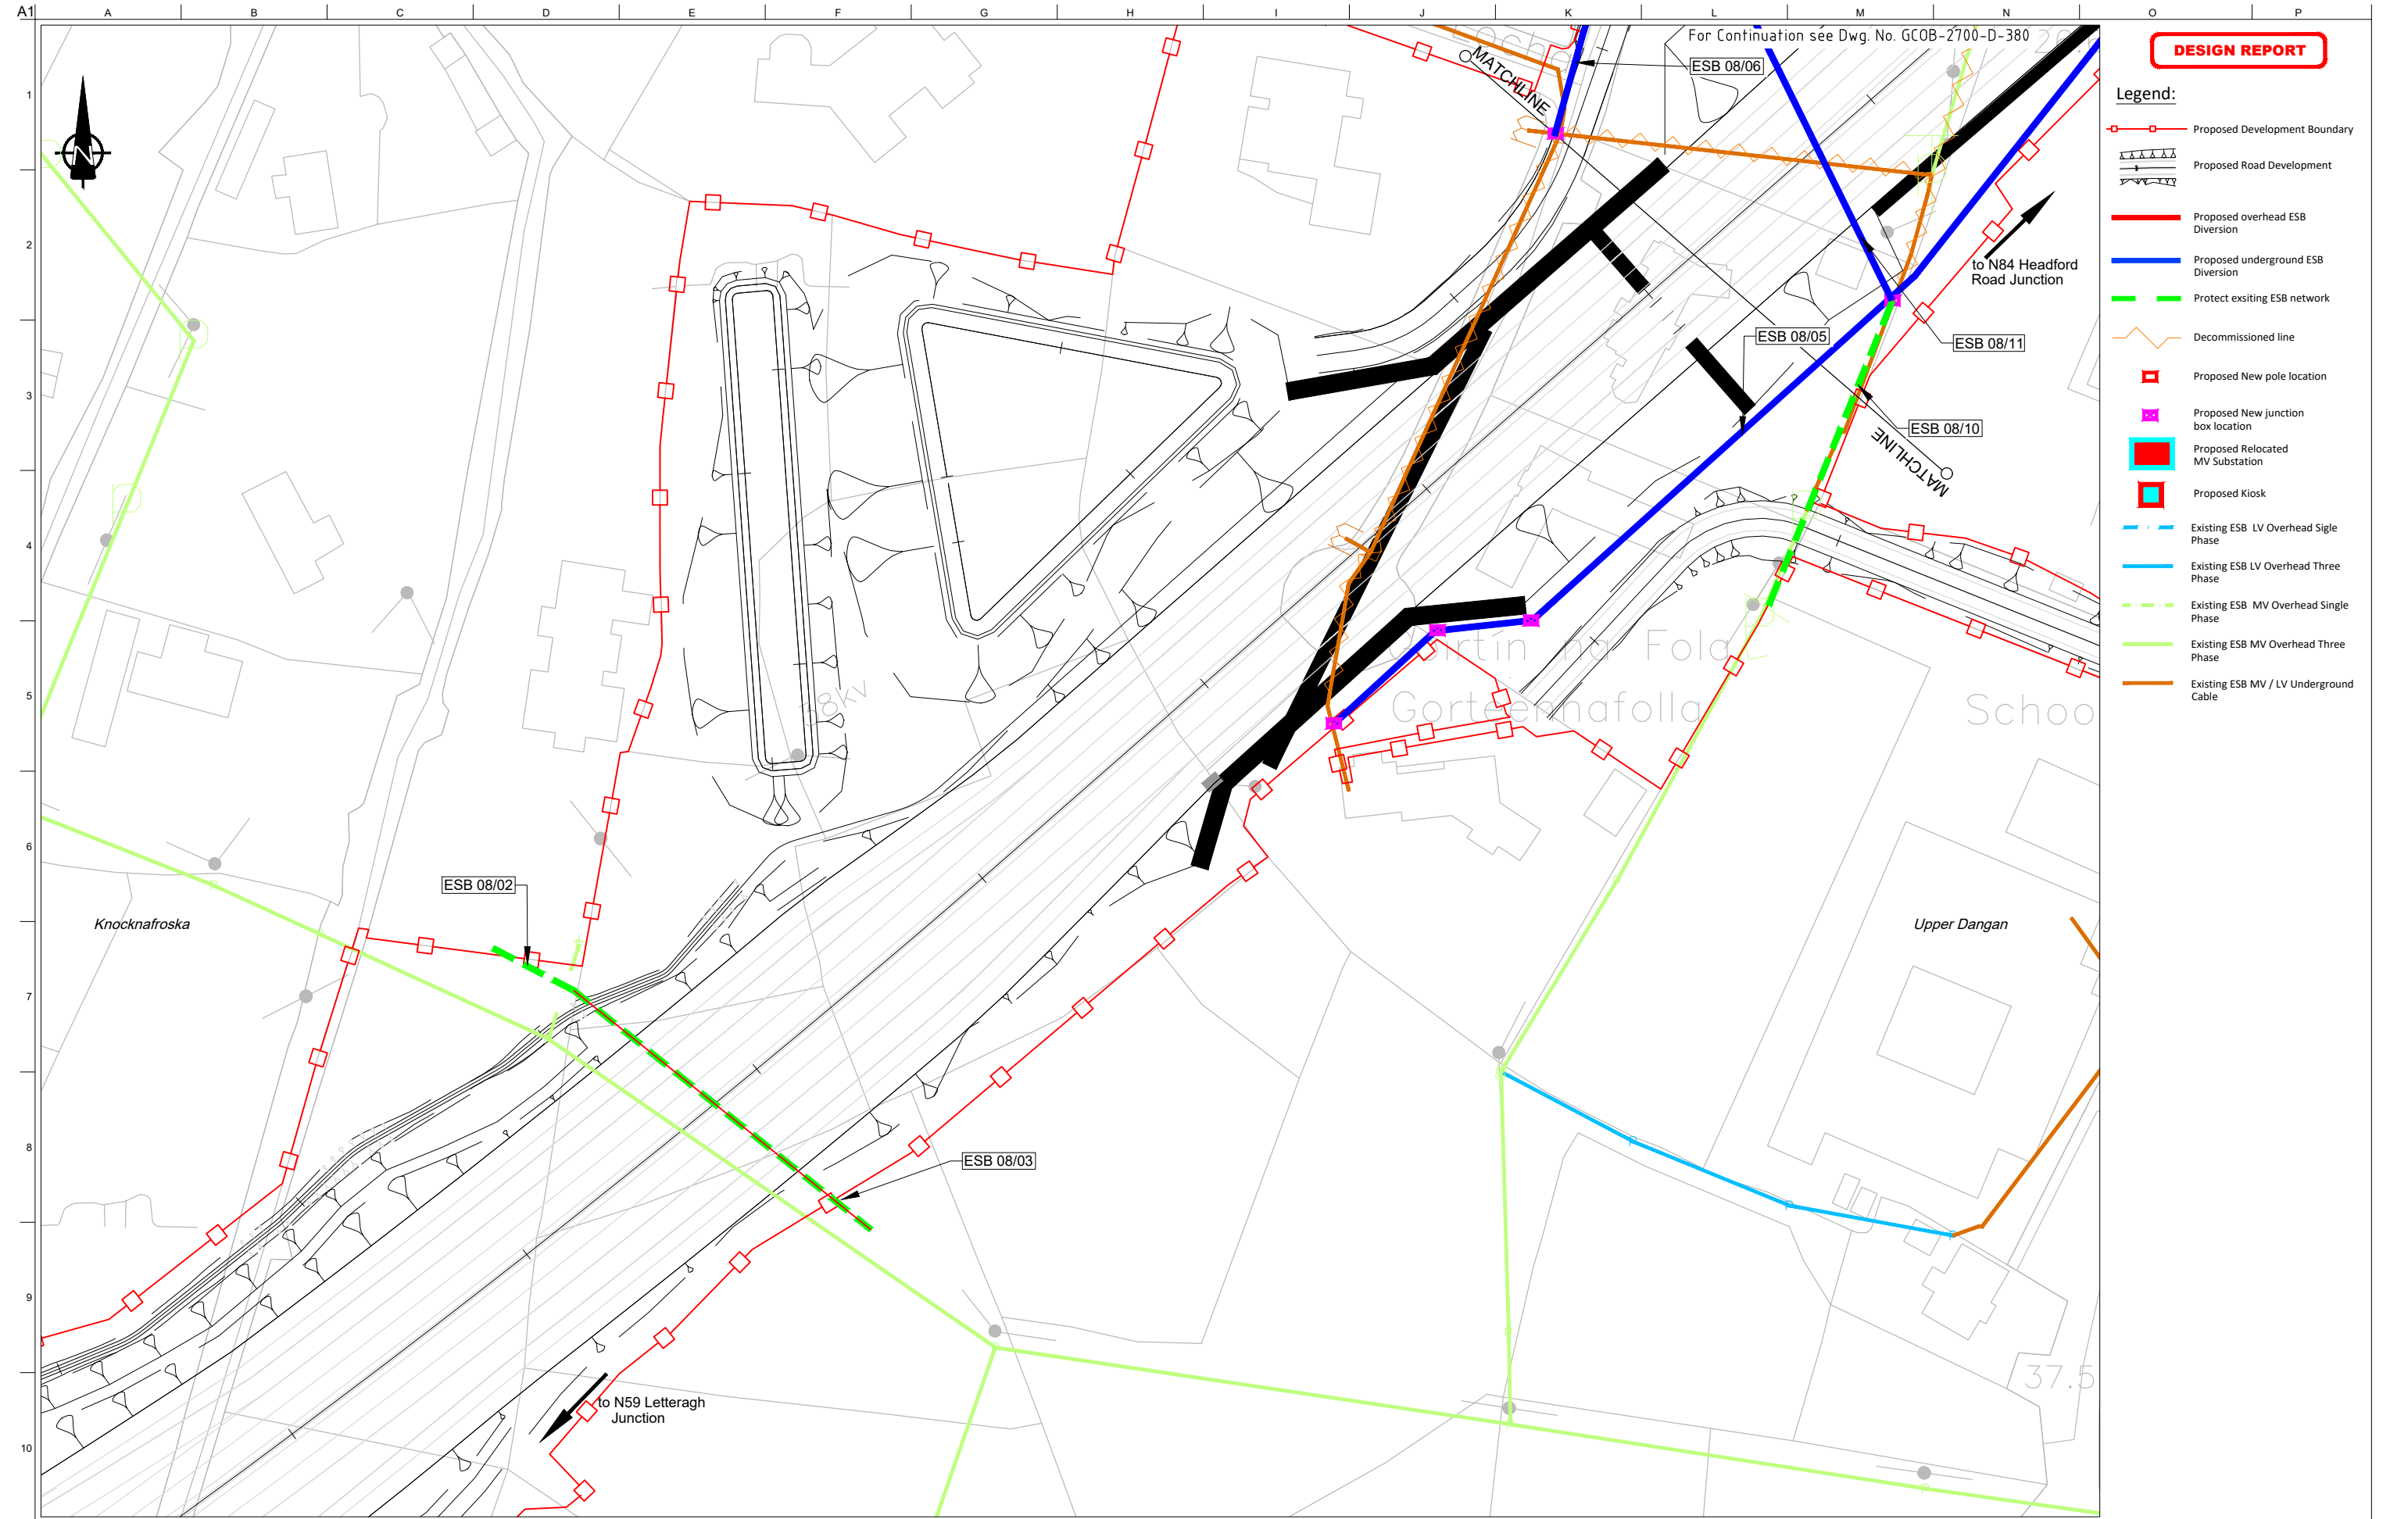 A1
A B C D E F G H I J K L M N O P
1
2
3
4
5
6
7
8
9
10
For Continuation see Dwg. No. GCOB-2700-D-380
MATCHLINE
ESB 08/06
N
to N84 Headford
Road Junction
ESB 08/05
ESB 08/11
ESB 08/10
MATCHLINE
38kV
Goirtín na Fola
Gorteennafolla
Schoo
ESB 08/02
Knocknafroska
Upper Dangan
ESB 08/03
37.5
to N59 Letteragh
Junction
DESIGN REPORT
Legend:
Proposed Development Boundary
Proposed Road Development
Proposed overhead ESB
Diversion
Proposed underground ESB
Diversion
Protect exsiting ESB network
Decommissioned line
Proposed New pole location
Proposed New junction
box location
Proposed Relocated
MV Substation
Proposed Kiosk
Existing ESB LV Overhead Sigle
Phase
Existing ESB LV Overhead Three
Phase
Existing ESB MV Overhead Single
Phase
Existing ESB MV Overhead Three
Phase
Existing ESB MV / LV Underground
Cable